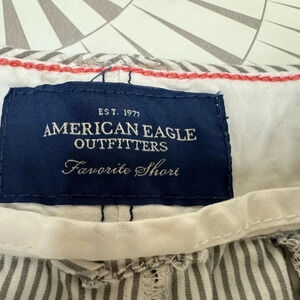 EST. 1977
AMERICAN EAGLE
OUTFITTERS
Favorite Short